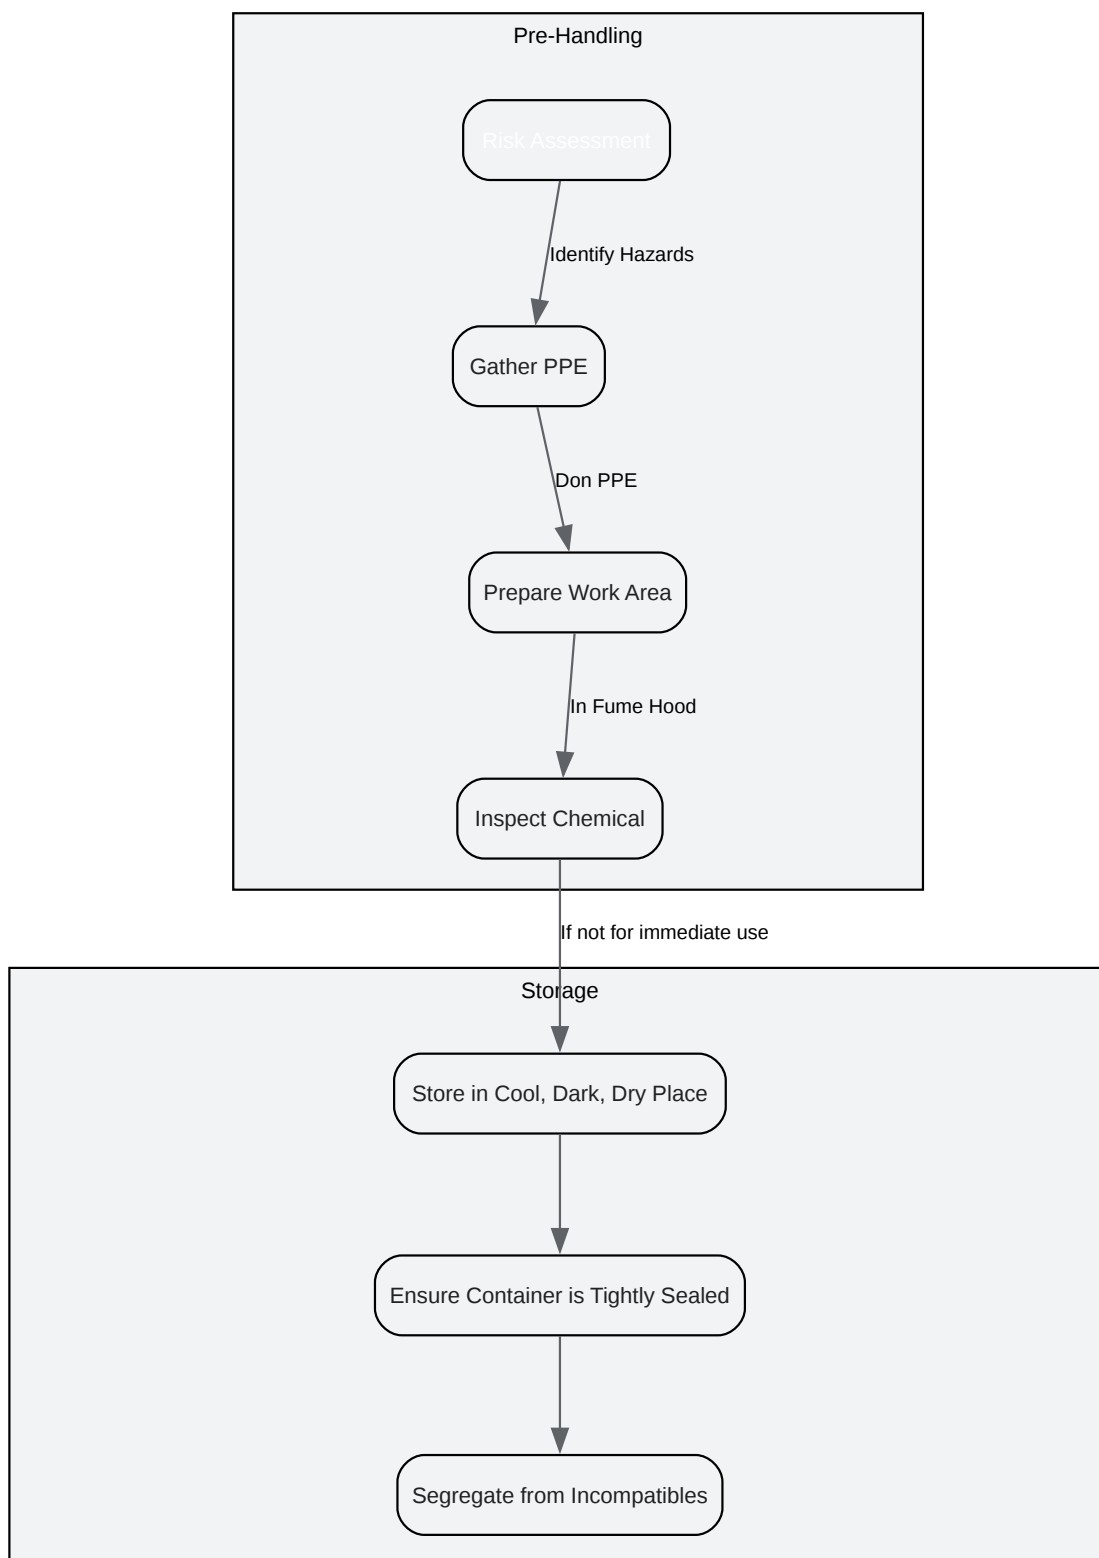 Pre-Handling
Risk Assessment
Identify Hazards
Gather PPE
Don PPE
Prepare Work Area
In Fume Hood
Inspect Chemical
If not for immediate use
Storage
Store in Cool, Dark, Dry Place
Ensure Container is Tightly Sealed
Segregate from Incompatibles